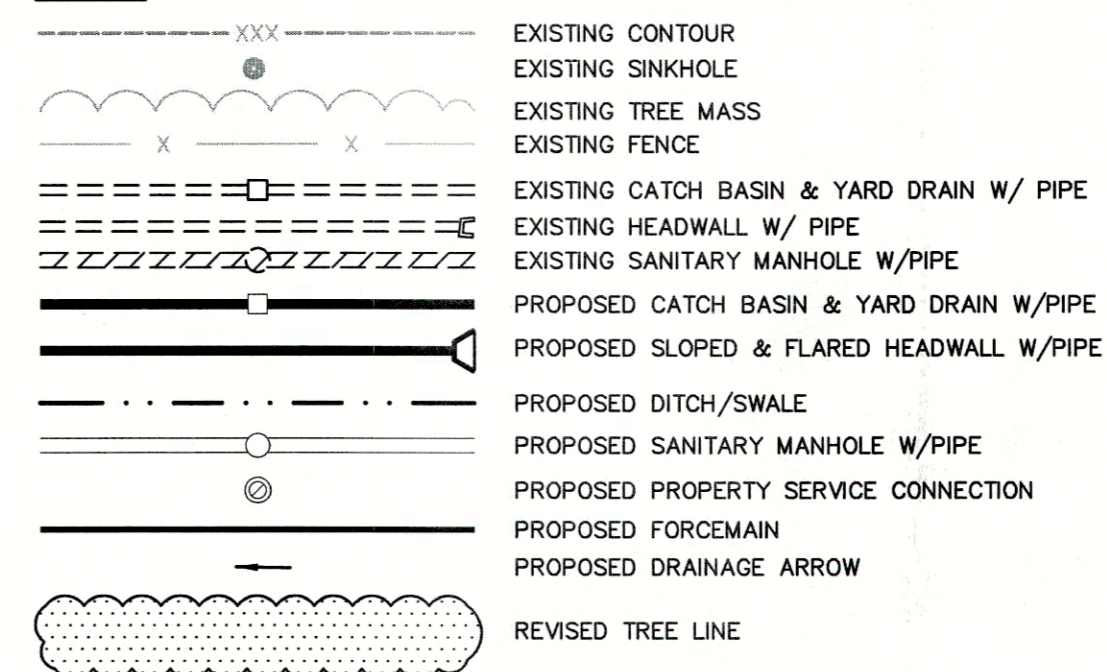 XXX EXISTING CONTOUR
EXISTING SINKHOLE
EXISTING TREE MASS
X X EXISTING FENCE
EXISTING CATCH BASIN & YARD DRAIN W/ PIPE
EXISTING HEADWALL W/ PIPE
EXISTING SANITARY MANHOLE W/PIPE
PROPOSED CATCH BASIN & YARD DRAIN W/PIPE
PROPOSED SLOPED & FLARED HEADWALL W/PIPE
PROPOSED DITCH/SWALE
PROPOSED SANITARY MANHOLE W/PIPE
PROPOSED PROPERTY SERVICE CONNECTION
PROPOSED FORCEMAIN
PROPOSED DRAINAGE ARROW
REVISED TREE LINE